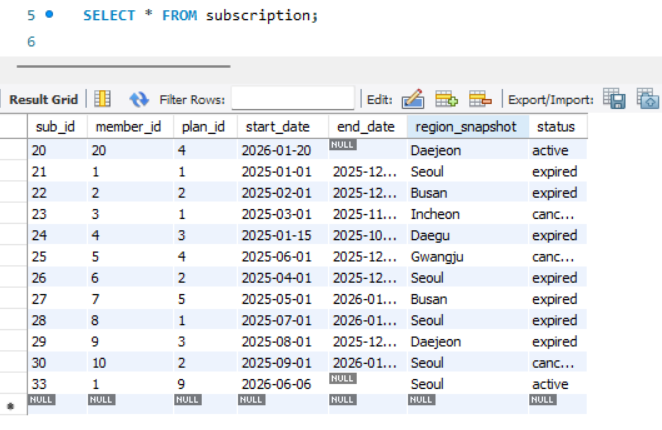 5 SELECT * FROM subscription;
6
Result Grid Filter Rows: Edit: Export/Import:
sub_id member_id plan_id start_date end_date region_snapshot status
20 20 4 2026-01-20 NULL Daejeon active
21 1 1 2025-01-01 2025-12... Seoul expired
22 2 2 2025-02-01 2025-12... Busan expired
23 3 1 2025-03-01 2025-11... Incheon canc...
24 4 3 2025-01-15 2025-10... Daegu expired
25 5 4 2025-06-01 2025-12... Gwangju canc...
26 6 2 2025-04-01 2025-12... Seoul expired
27 7 5 2025-05-01 2026-01... Busan expired
28 8 1 2025-07-01 2026-01... Seoul expired
29 9 3 2025-08-01 2025-12... Daejeon expired
30 10 2 2025-09-01 2026-01... Seoul canc...
33 1 9 2026-06-06 NULL Seoul active
NULL NULL NULL NULL NULL NULL NULL